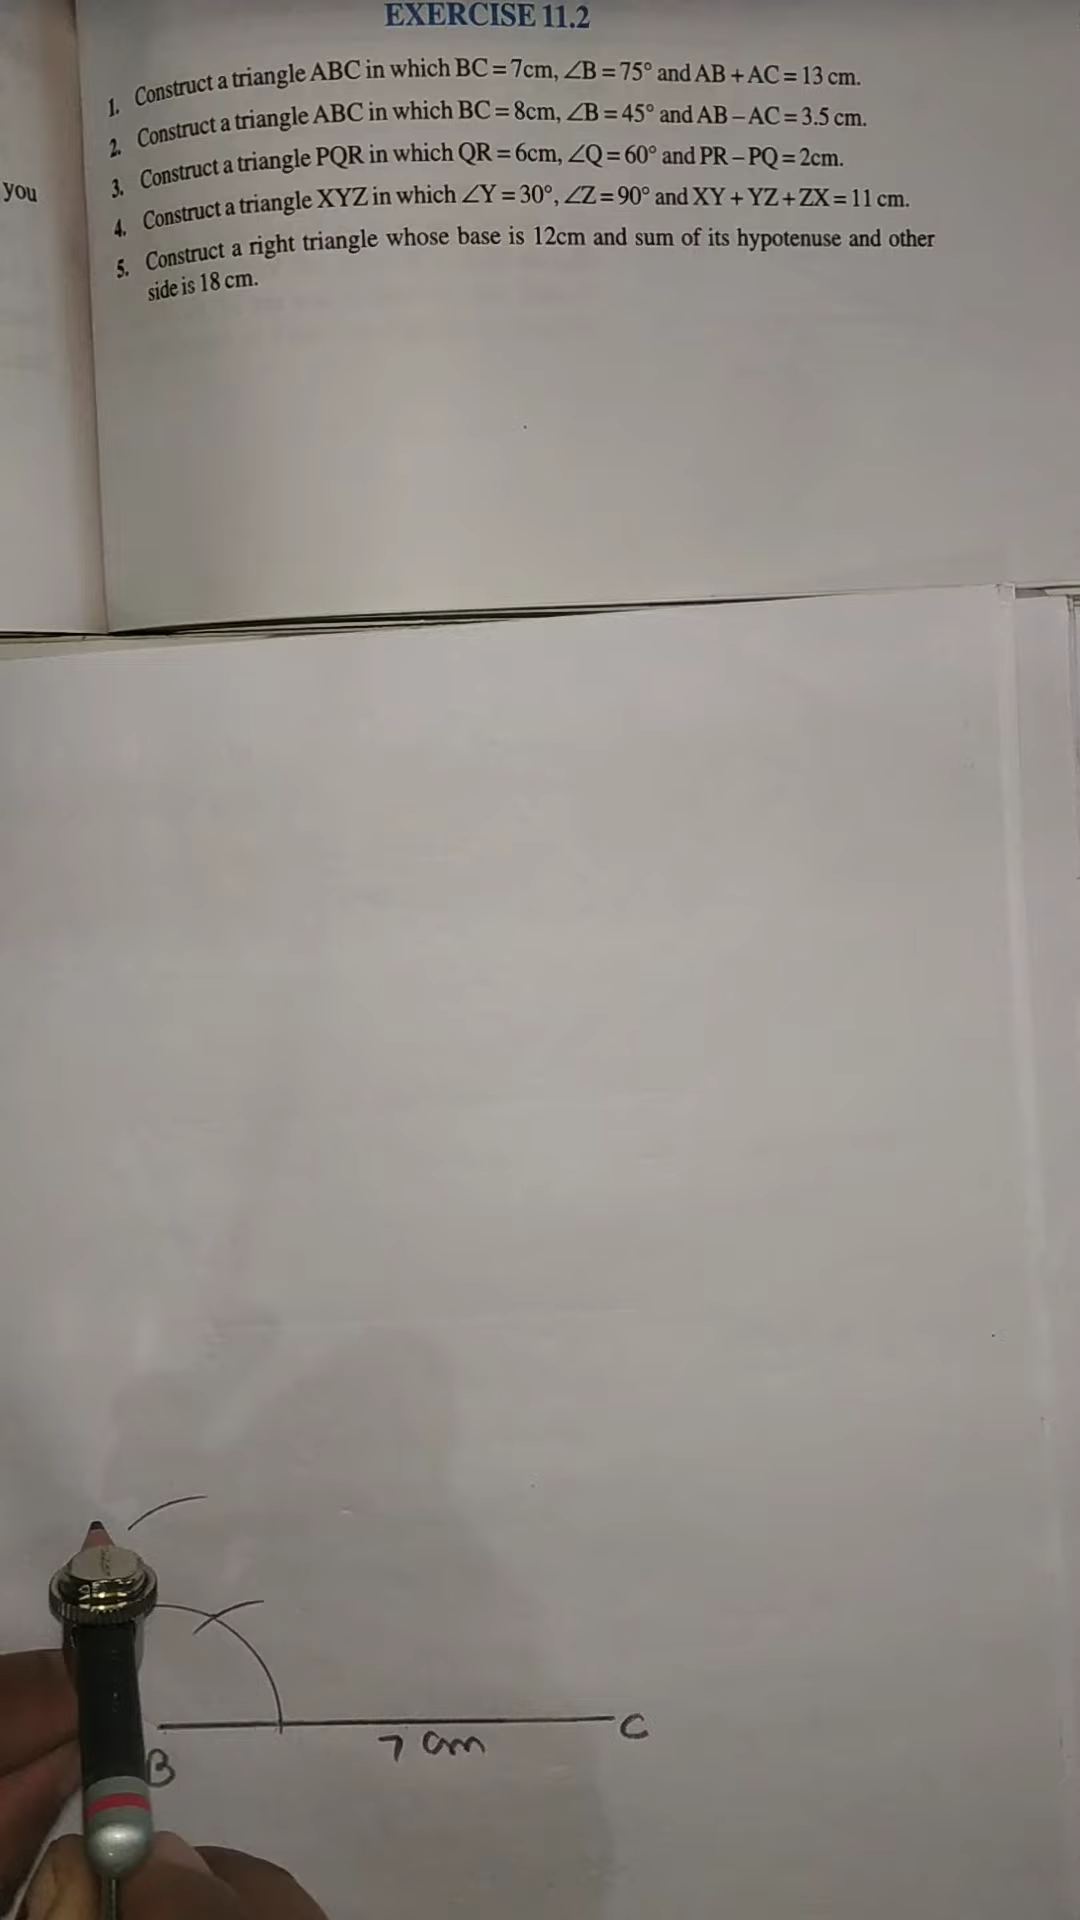 EXERCISE 11.2
1. Construct a triangle ABC in which BC = 7cm, ∠B = 75° and AB + AC = 13 cm.
2. Construct a triangle ABC in which BC = 8cm, ∠B = 45° and AB – AC = 3.5 cm.
3. Construct a triangle PQR in which QR = 6cm, ∠Q = 60° and PR – PQ = 2cm.
you
4. Construct a triangle XYZ in which ∠Y = 30°, ∠Z = 90° and XY + YZ + ZX = 11 cm.
5. Construct a right triangle whose base is 12cm and sum of its hypotenuse and other
side is 18 cm.
C
7 cm
B